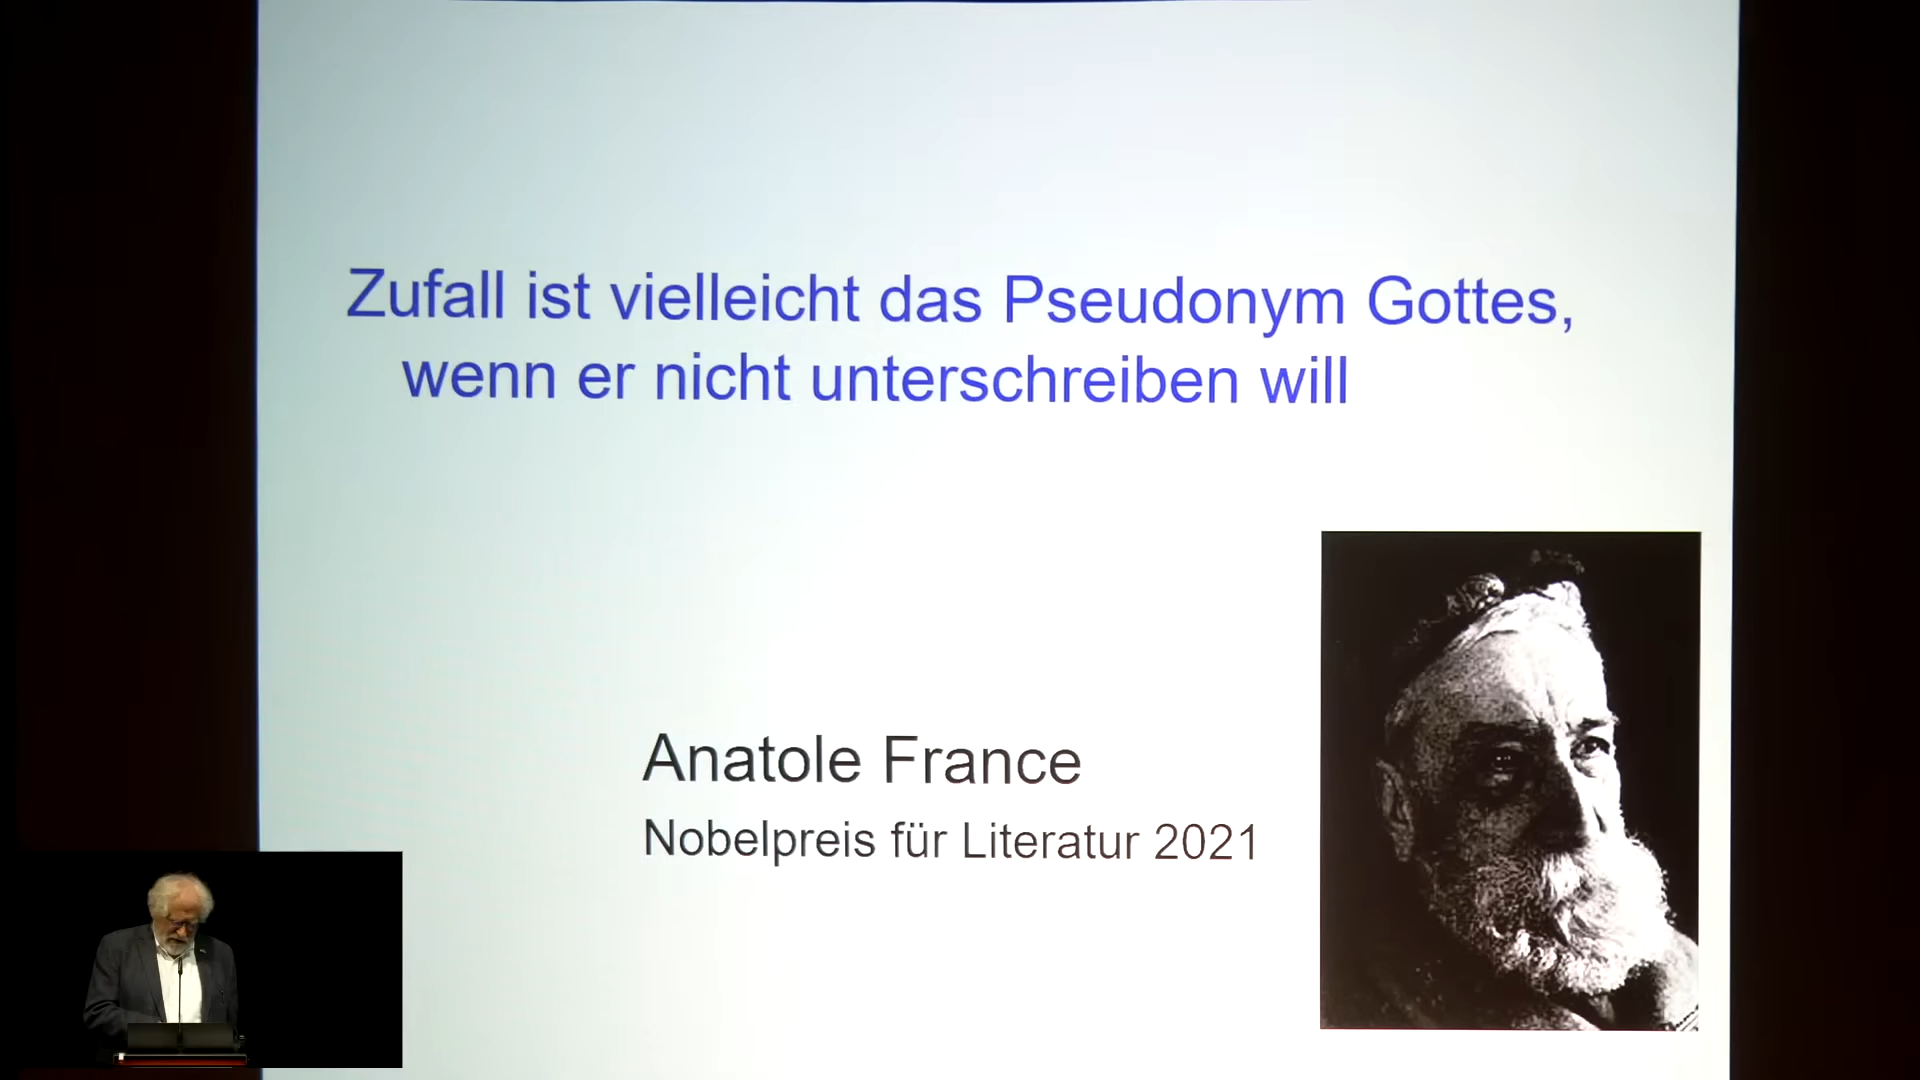 Zufall ist vielleicht das Pseudonym Gottes,
wenn er nicht unterschreiben will
Anatole France
Nobelpreis für Literatur 2021